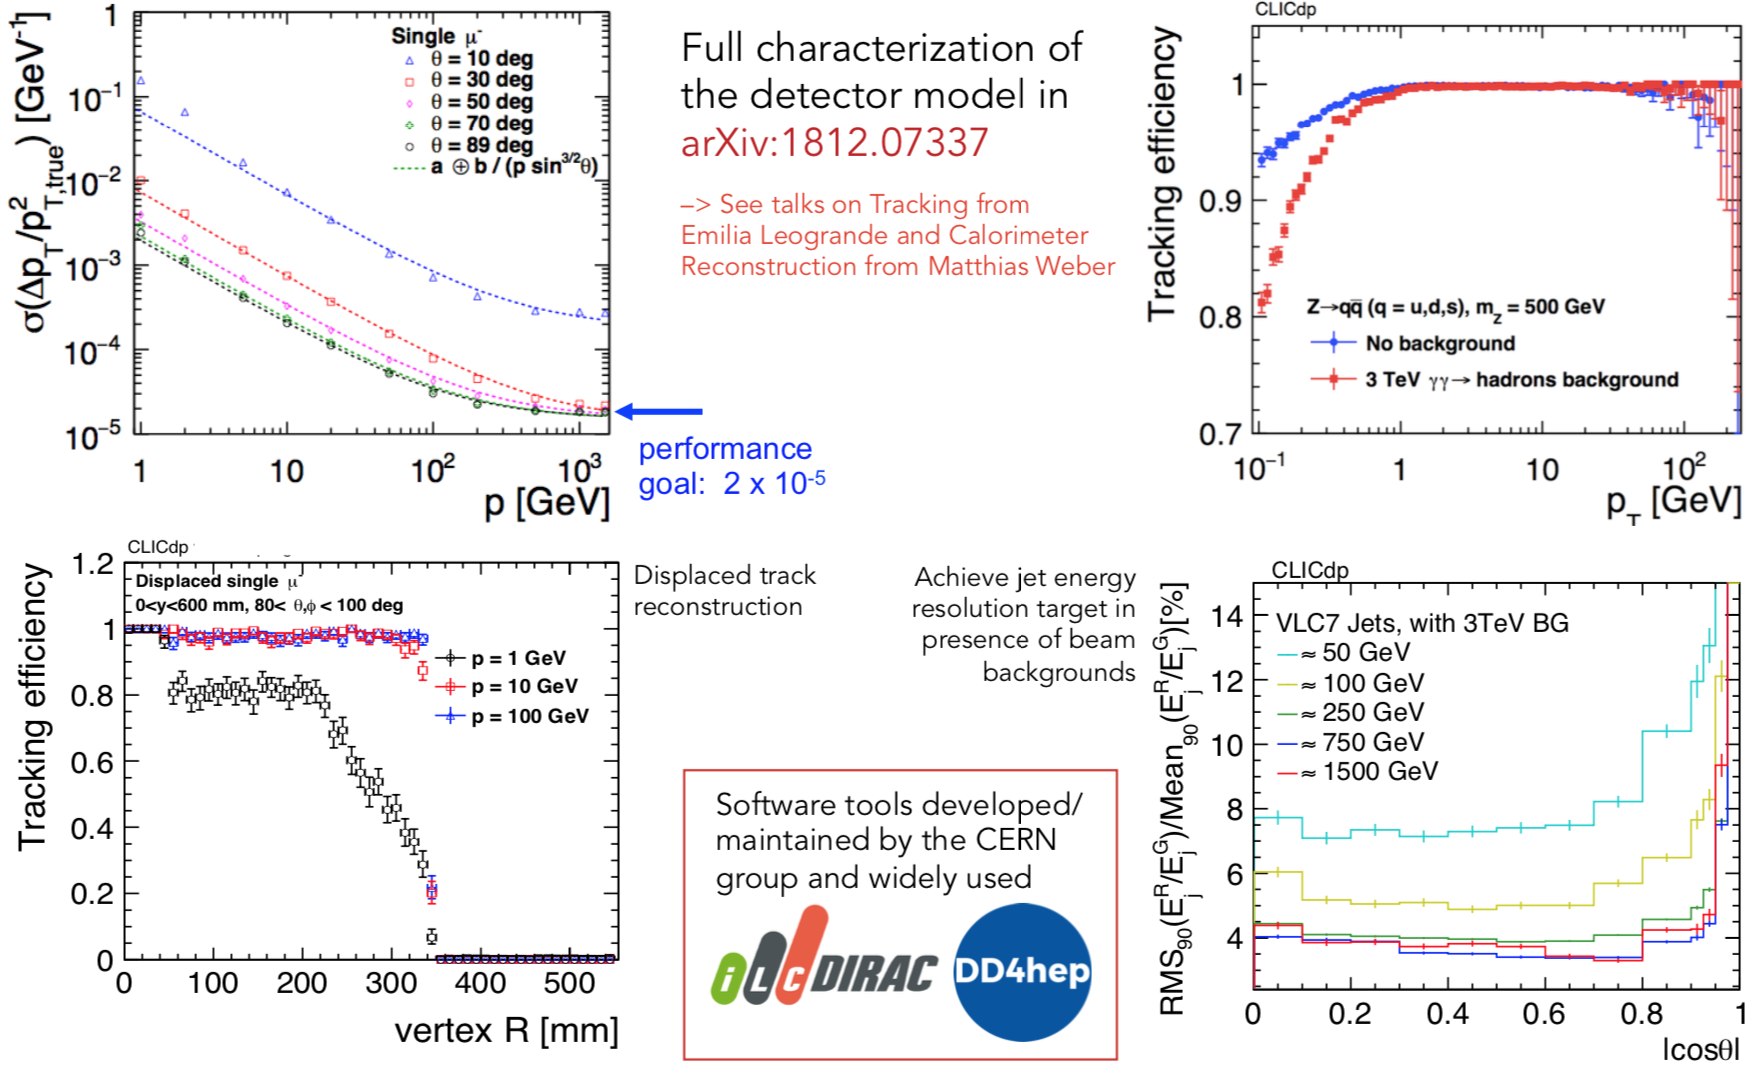 σ(Δp_T/p²_T,true) [GeV⁻¹]
1
10⁻¹
10⁻²
10⁻³
10⁻⁴
10⁻⁵
Single μ⁻
θ = 10 deg
θ = 30 deg
θ = 50 deg
θ = 70 deg
θ = 89 deg
a ⊕ b / (p sin^3/2θ)
1 10 10² 10³
p [GeV]
performance
goal: 2 x 10⁻⁵
Full characterization of
the detector model in
arXiv:1812.07337
–> See talks on Tracking from
Emilia Leogrande and Calorimeter
Reconstruction from Matthias Weber
CLICdp
Tracking efficiency
1
0.9
0.8
0.7
Z→qq̅ (q = u,d,s), m_Z = 500 GeV
No background
3 TeV γγ→ hadrons background
10⁻¹ 1 10 10²
p_T [GeV]
CLICdp
Tracking efficiency
1.2
1
0.8
0.6
0.4
0.2
0
Displaced single μ
0<y<600 mm, 80< θ,φ < 100 deg
p = 1 GeV
p = 10 GeV
p = 100 GeV
0 100 200 300 400 500
vertex R [mm]
Displaced track
reconstruction
Achieve jet energy
resolution target in
presence of beam
backgrounds
Software tools developed/
maintained by the CERN
group and widely used
iLC DIRAC
DD4hep
CLICdp
RMS₉₀(E_j^R/E_j^G)/Mean₉₀(E_j^R/E_j^G)[%]
14
12
10
8
6
4
VLC7 Jets, with 3TeV BG
≈ 50 GeV
≈ 100 GeV
≈ 250 GeV
≈ 750 GeV
≈ 1500 GeV
0 0.2 0.4 0.6 0.8 1
|cosθ|